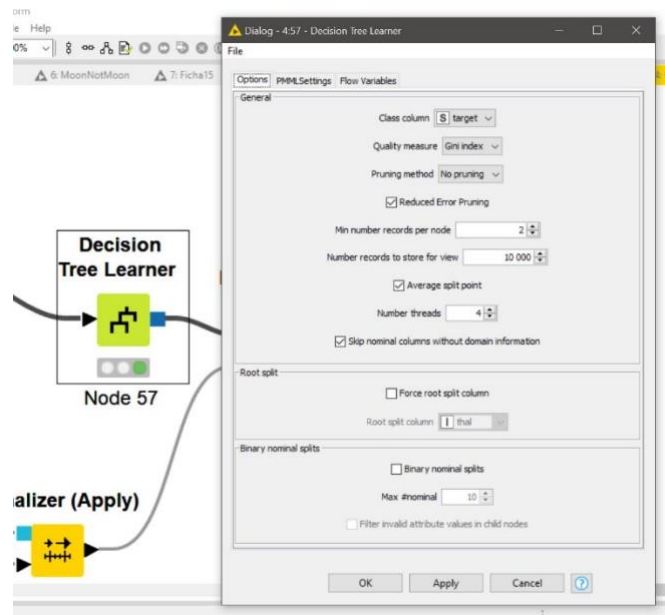 orm
le Help
0%
6: MoonNotMoon
7: Ficha15
Decision
Tree Learner
Node 57
alizer (Apply)
Dialog - 4:57 - Decision Tree Learner
File
Options PMMLSettings Flow Variables
General
Class column S target
Quality measure Gini index
Pruning method No pruning
Reduced Error Pruning
Min number records per node 2
Number records to store for view 10 000
Average split point
Number threads 4
Skip nominal columns without domain information
Root split
Force root split column
Root split column I thal
Binary nominal splits
Binary nominal splits
Max #nominal 10
Filter invalid attribute values in child nodes
OK Apply Cancel ?